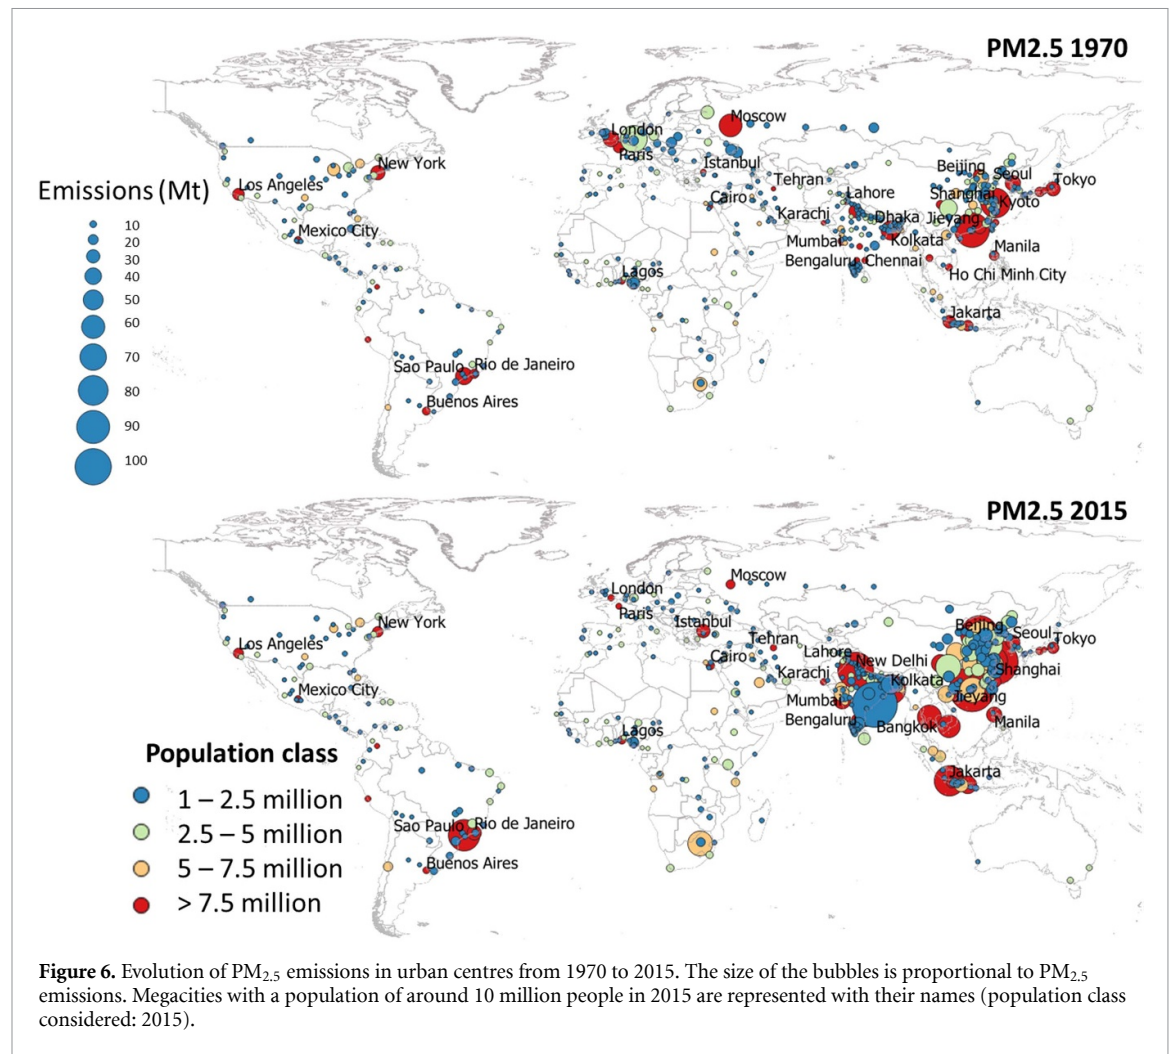 PM2.5 1970
Moscow
London
Paris
Istanbul
New York
Los Angeles
Mexico City
Beijing
Seoul
Tokyo
Tehran
Lahore
Shanghai
Kyoto
Cairo
Karachi
Dhaka
Jieyang
Mumbai
Kolkata
Manila
Bengaluru
Chennai
Lagos
Ho Chi Minh City
Jakarta
Sao Paulo
Rio de Janeiro
Buenos Aires
Emissions (Mt)
10
20
30
40
50
60
70
80
90
100
PM2.5 2015
Moscow
London
Paris
Istanbul
New York
Los Angeles
Mexico City
Beijing
Seoul
Tokyo
Tehran
Lahore
New Delhi
Shanghai
Cairo
Karachi
Kolkata
Jieyang
Mumbai
Bengaluru
Bangkok
Manila
Lagos
Jakarta
Sao Paulo
Rio de Janeiro
Buenos Aires
Population class
1 – 2.5 million
2.5 – 5 million
5 – 7.5 million
> 7.5 million
Figure 6. Evolution of PM2.5 emissions in urban centres from 1970 to 2015. The size of the bubbles is proportional to PM2.5
emissions. Megacities with a population of around 10 million people in 2015 are represented with their names (population class
considered: 2015).